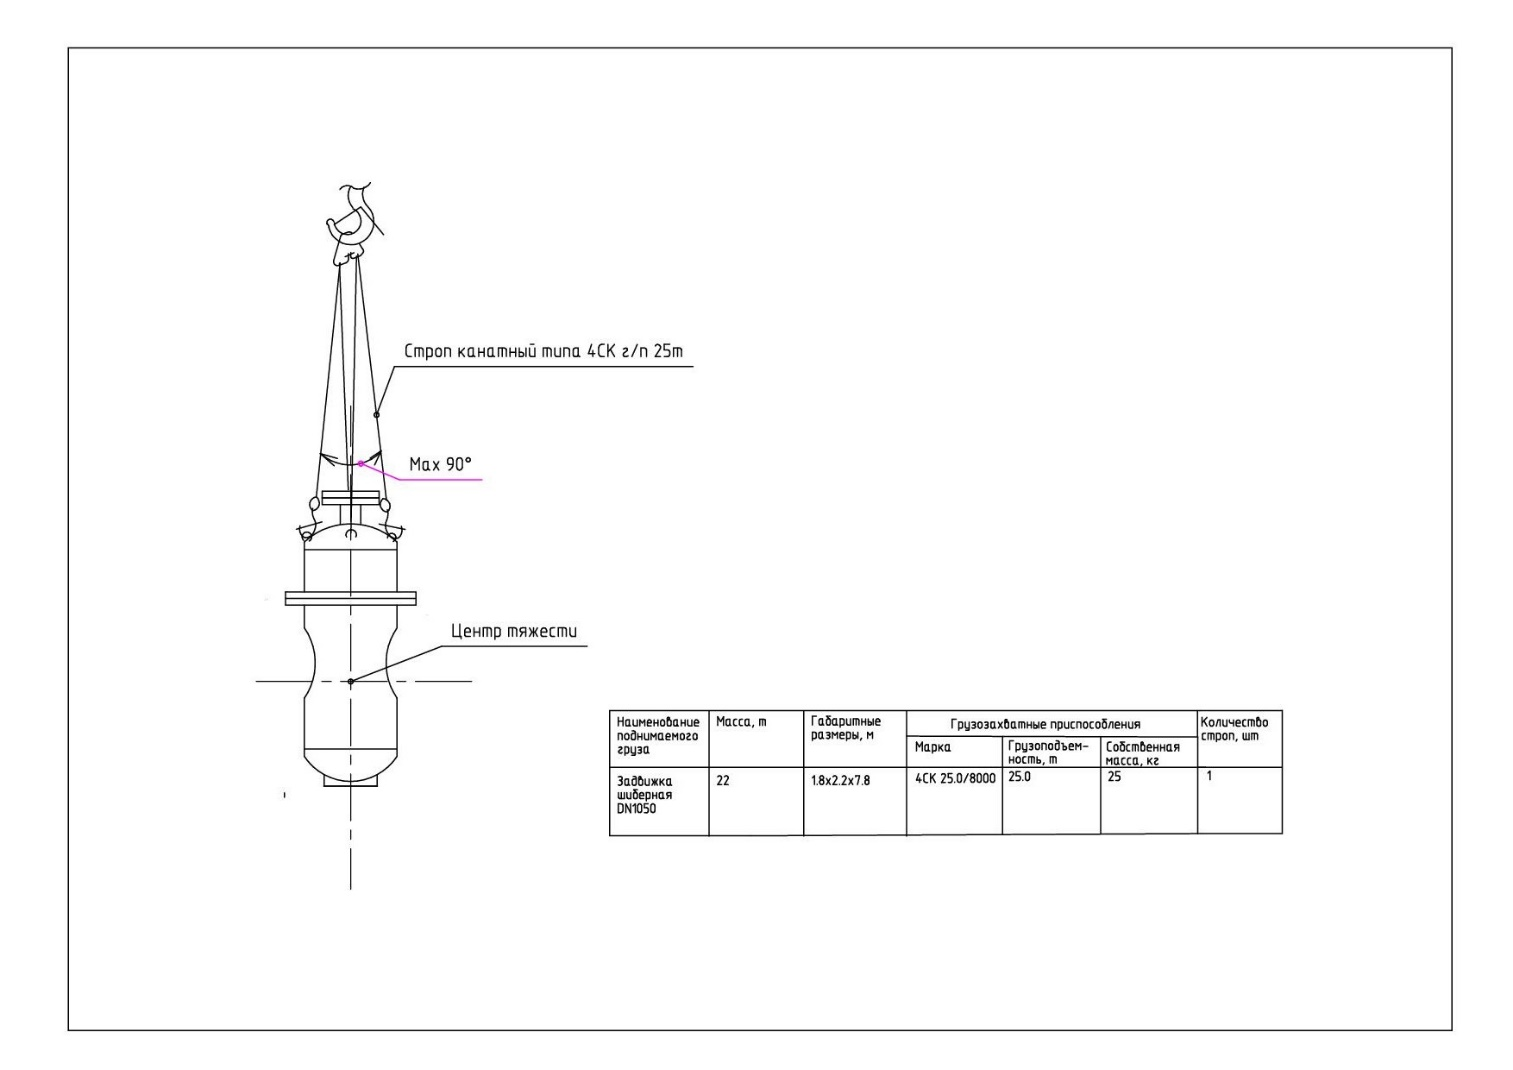 Строп канатный типа 4СК г/п 25т
Max 90°
Центр тяжести
Наименование
поднимаемого
груза
Масса, т
Габаритные
размеры, м
Грузозахватные приспособления
Марка
Грузоподъем-
ность, т
Собственная
масса, кг
Количество
строп, шт
Задвижка
шиберная
DN1050
22
1.8x2.2x7.8
4СК 25.0/8000
25.0
25
1